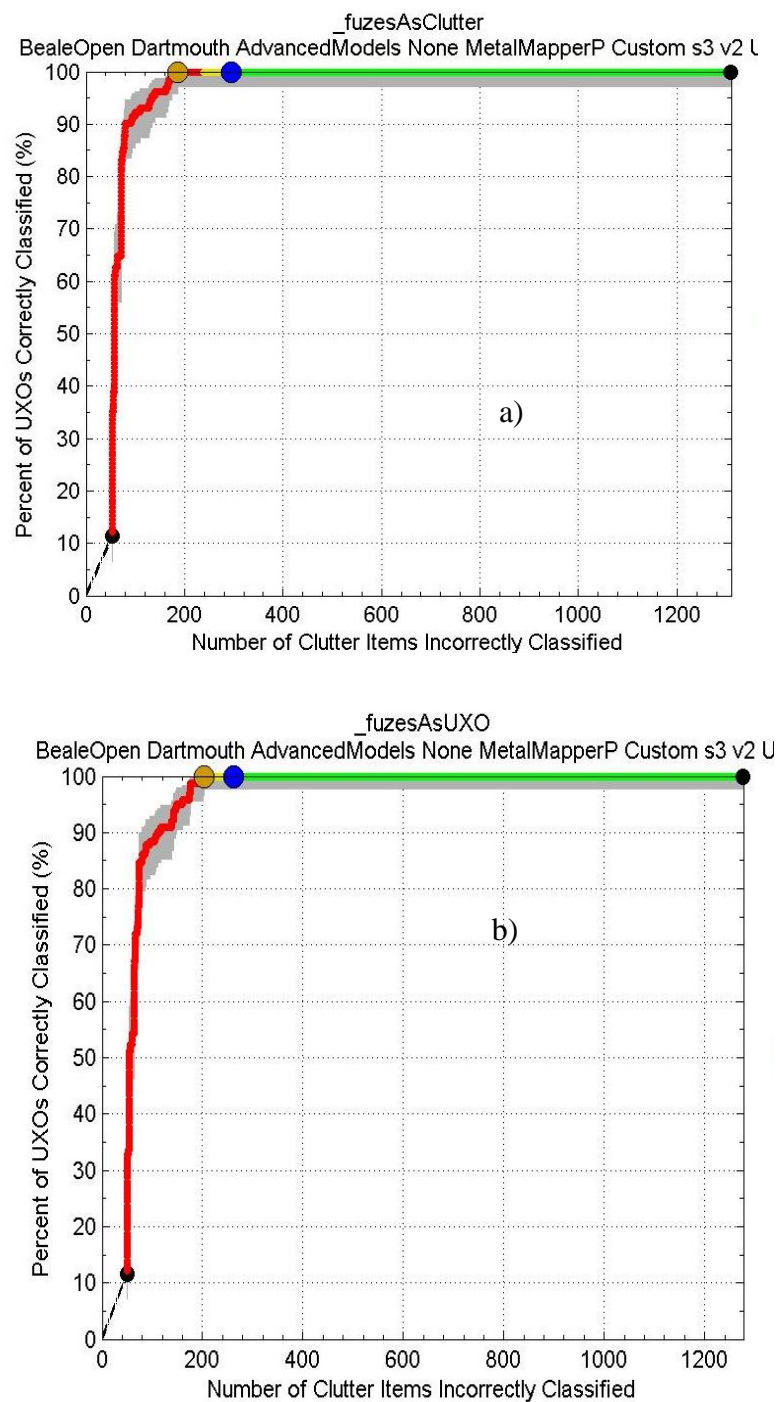 _fuzesAsClutter
BealeOpen Dartmouth AdvancedModels None MetalMapperP Custom s3 v2 U
Percent of UXOs Correctly Classified (%)
100
90
80
70
60
50
40
30
20
10
0
a)
0 200 400 600 800 1000 1200
Number of Clutter Items Incorrectly Classified
_fuzesAsUXO
BealeOpen Dartmouth AdvancedModels None MetalMapperP Custom s3 v2 U
Percent of UXOs Correctly Classified (%)
100
90
80
70
60
50
40
30
20
10
0
b)
0 200 400 600 800 1000 1200
Number of Clutter Items Incorrectly Classified